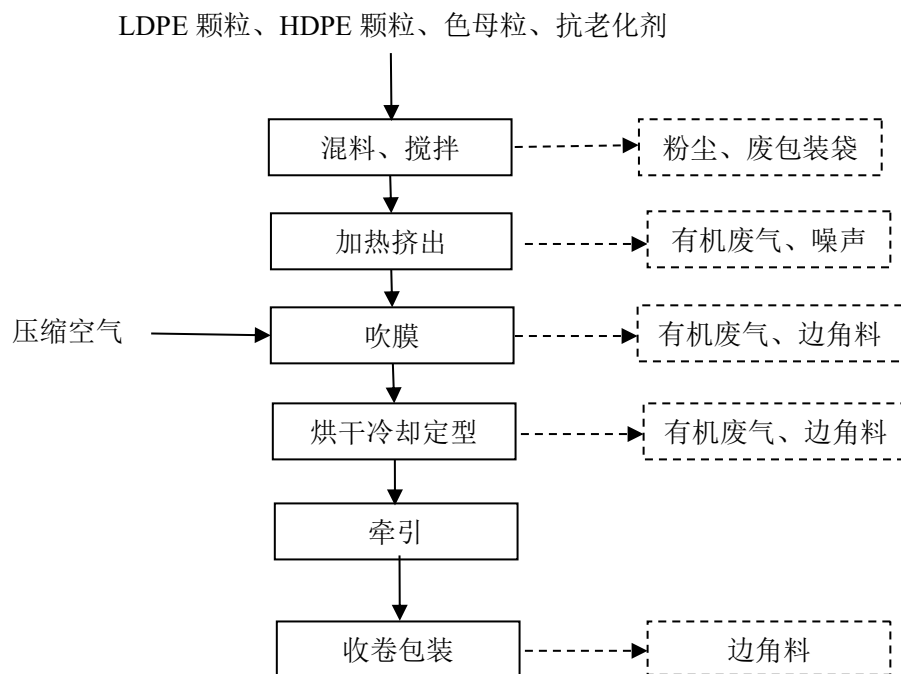 LDPE 颗粒、HDPE 颗粒、色母粒、抗老化剂
混料、搅拌
粉尘、废包装袋
加热挤出
有机废气、噪声
压缩空气
吹膜
有机废气、边角料
烘干冷却定型
有机废气、边角料
牵引
收卷包装
边角料